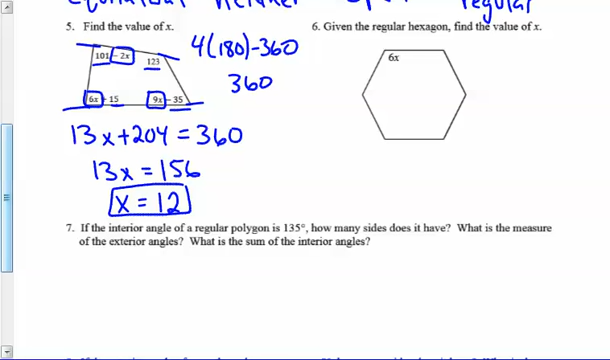 regular
5. Find the value of x.
101 - 2x
123
6x + 15
9x - 35
4(180)-360
360
13x+204 = 360
13x = 156
x = 12
6. Given the regular hexagon, find the value of x.
6x
7. If the interior angle of a regular polygon is 135°, how many sides does it have? What is the measure
of the exterior angles? What is the sum of the interior angles?